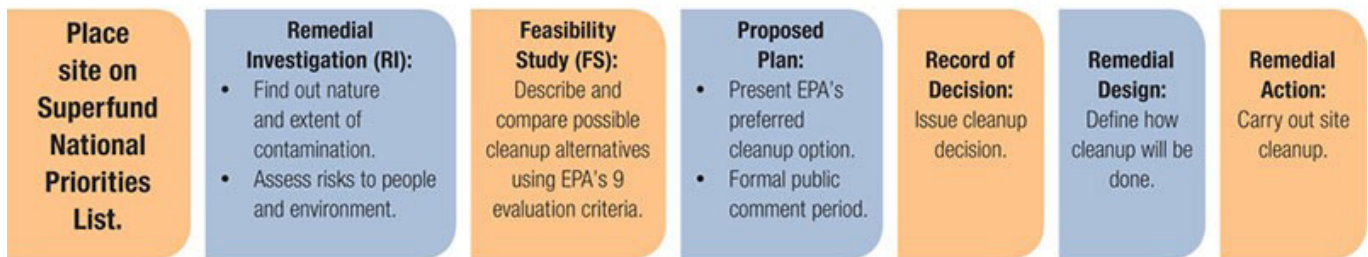 Place
site on
Superfund
National
Priorities
List.
Remedial
Investigation (RI):
• Find out nature
and extent of
contamination.
• Assess risks to people
and environment.
Feasibility
Study (FS):
Describe and
compare possible
cleanup alternatives
using EPA's 9
evaluation criteria.
Proposed
Plan:
• Present EPA's
preferred
cleanup option.
• Formal public
comment period.
Record of
Decision:
Issue cleanup
decision.
Remedial
Design:
Define how
cleanup will be
done.
Remedial
Action:
Carry out site
cleanup.